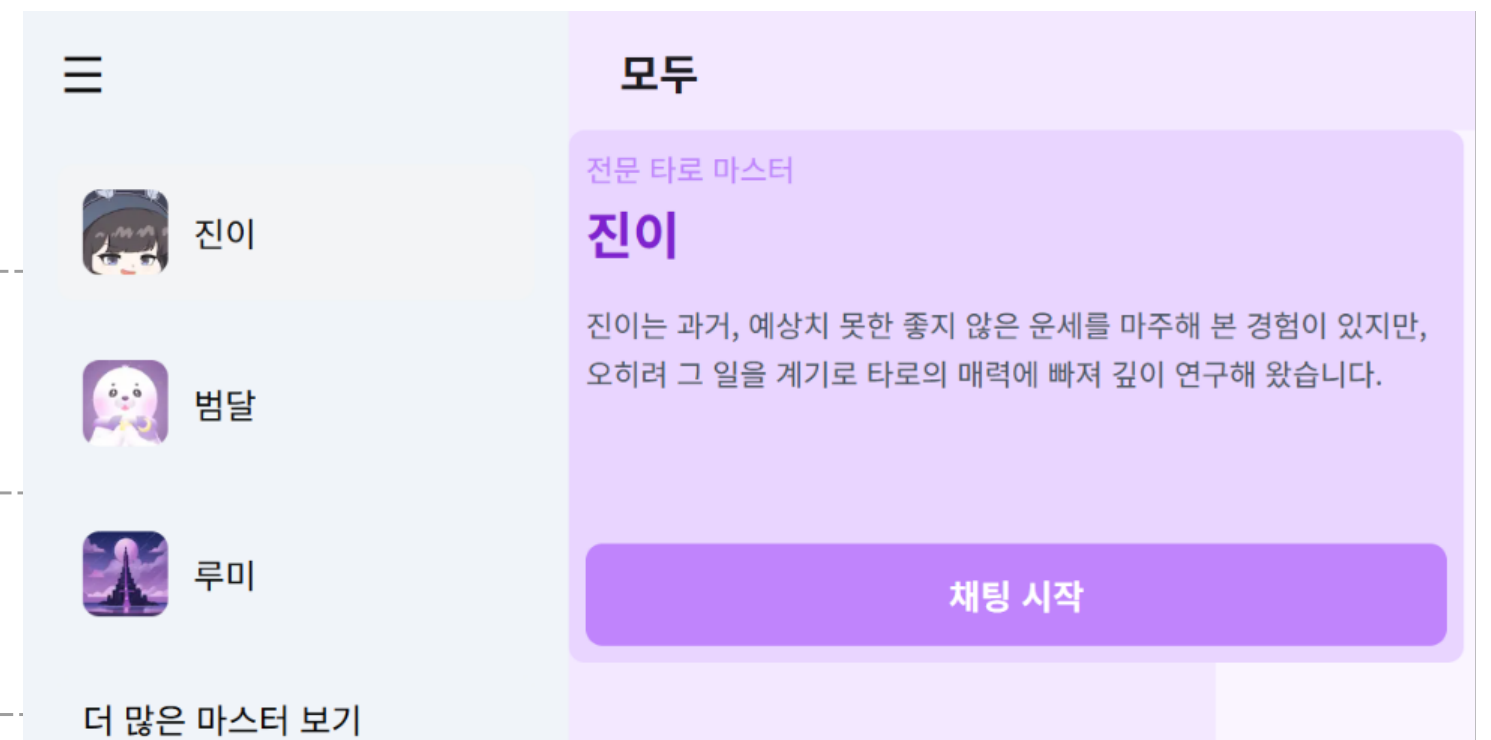 진이
범달
루미
더 많은 마스터 보기
모두
전문 타로 마스터
진이
진이는 과거, 예상치 못한 좋지 않은 운세를 마주해 본 경험이 있지만,
오히려 그 일을 계기로 타로의 매력에 빠져 깊이 연구해 왔습니다.
채팅 시작